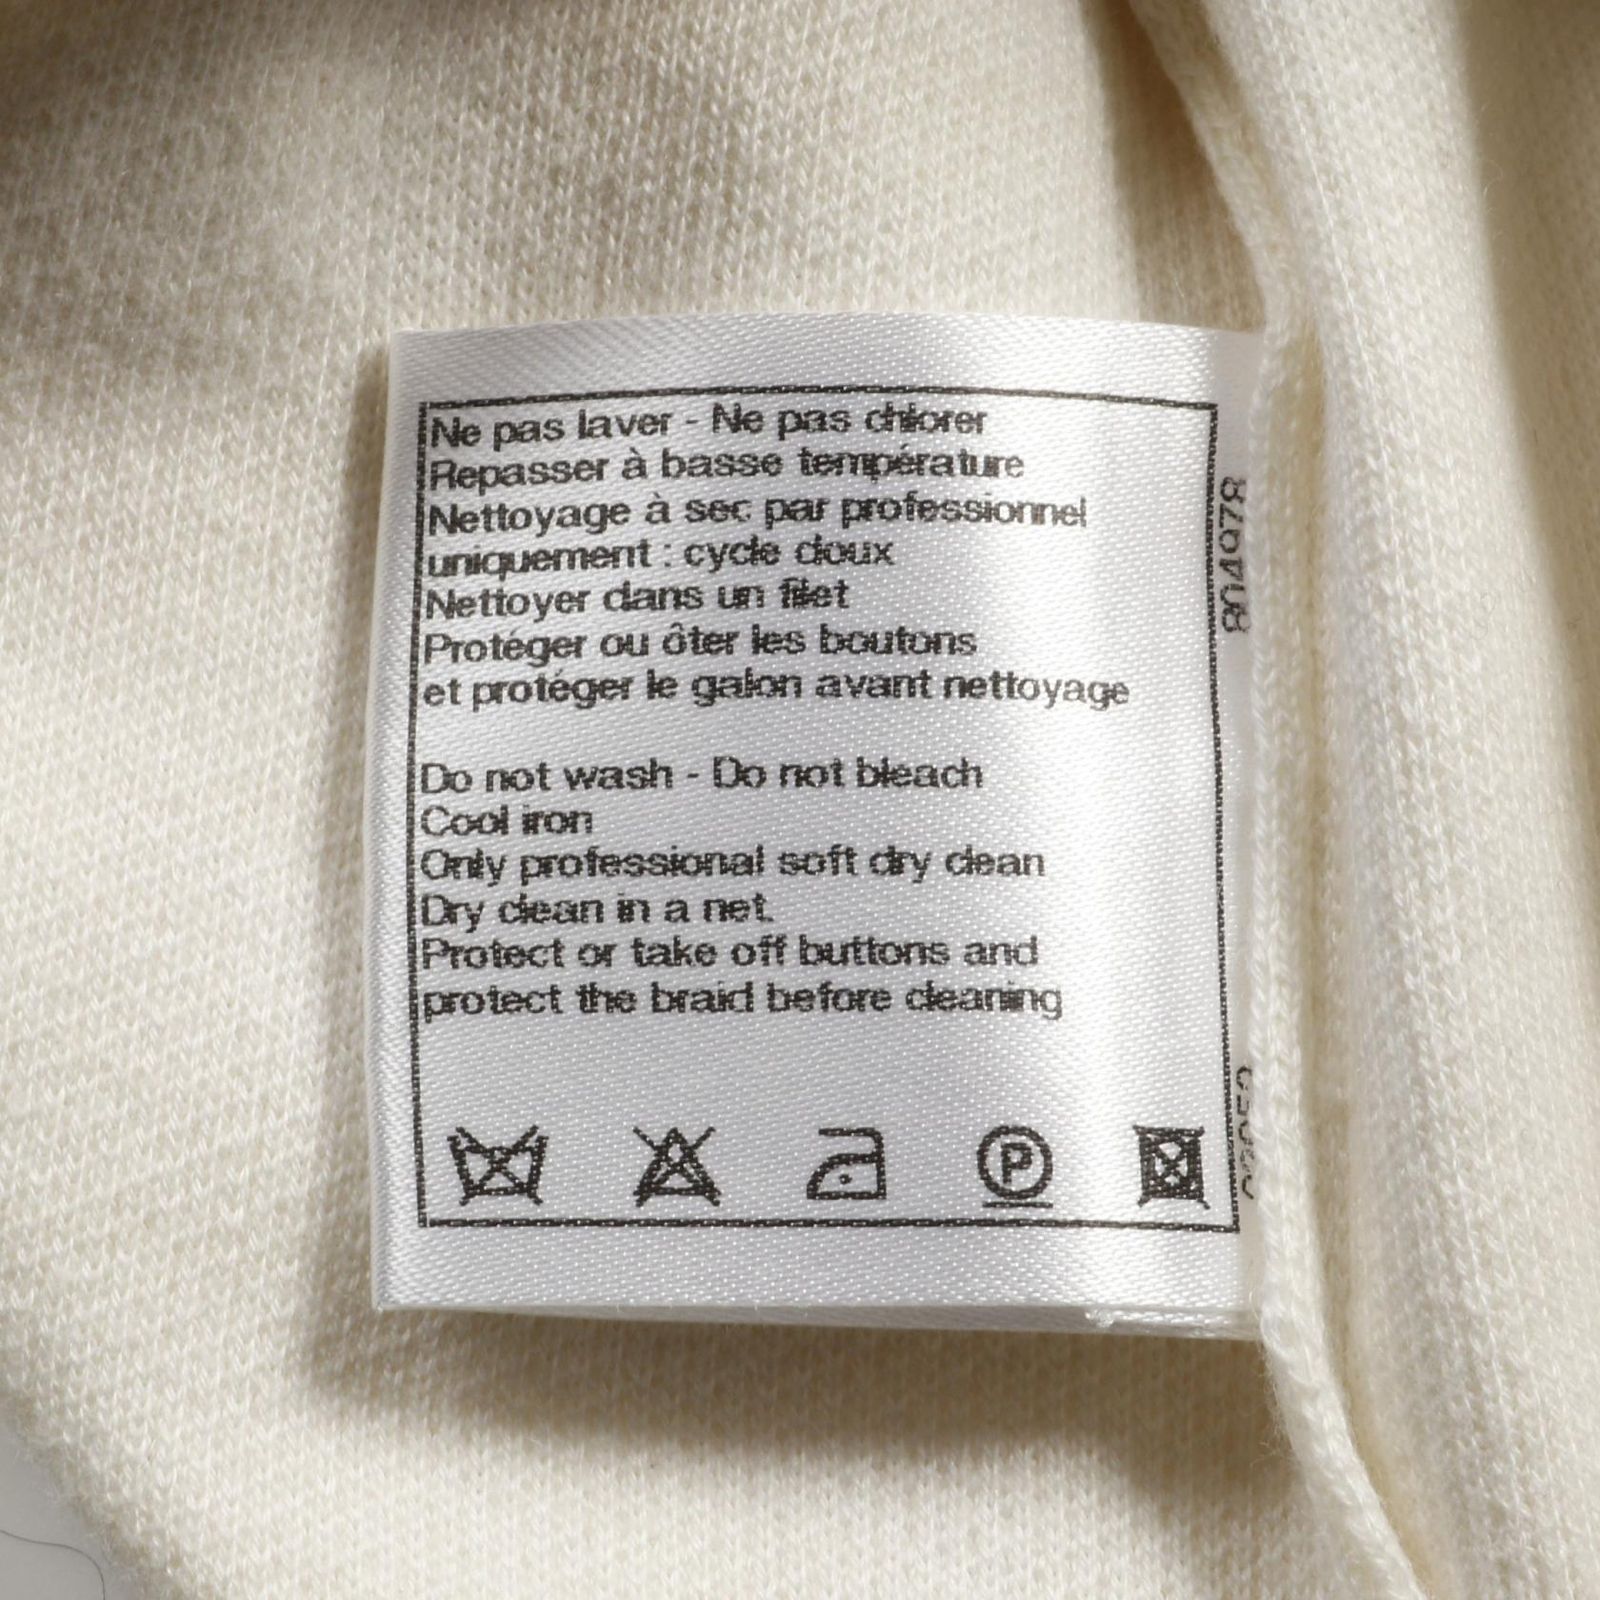 Ne pas laver - Ne pas chlorer
Repasser à basse température
Nettoyage à sec par professionnel
uniquement : cycle doux
Nettoyer dans un filet
Protéger ou ôter les boutons
et protéger le galon avant nettoyage
Do not wash - Do not bleach
Cool iron
Only professional soft dry clean
Dry clean in a net.
Protect or take off buttons and
protect the braid before cleaning
P
804978